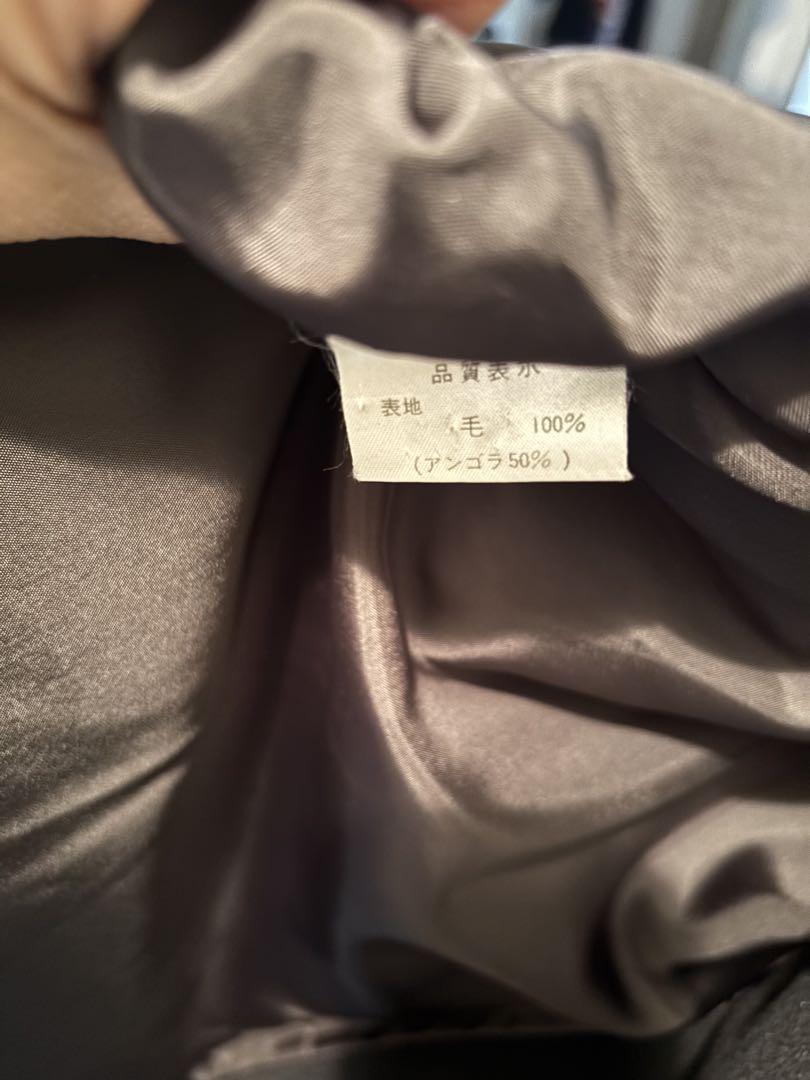 品質表示
表地
毛 100%
(アンゴラ50%)